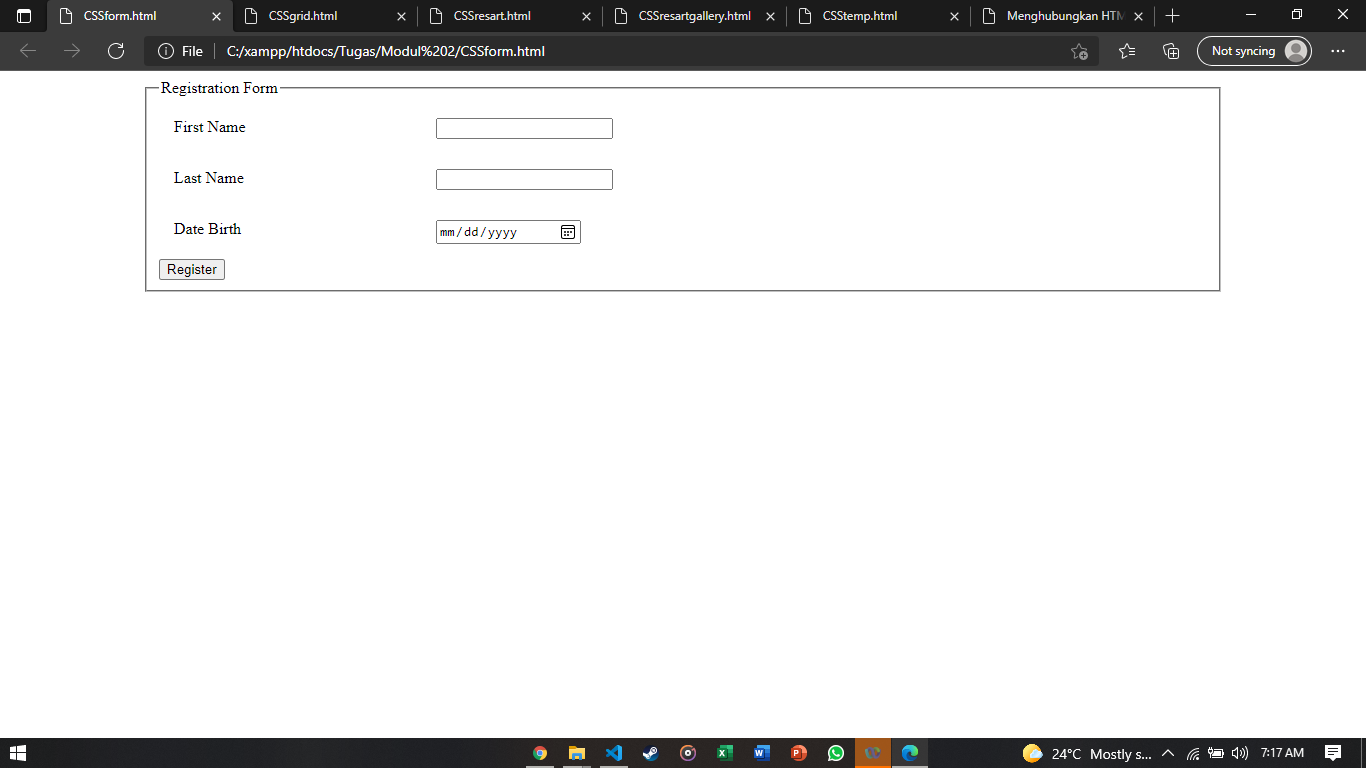 CSSform.html
CSSgrid.html
CSSresart.html
CSSresartgallery.html
CSStemp.html
Menghubungkan HTM
File
C:/xampp/htdocs/Tugas/Modul%202/CSSform.html
Not syncing
Registration Form
First Name
Last Name
Date Birth
mm/dd/yyyy
Register
24°C Mostly s...
7:17 AM